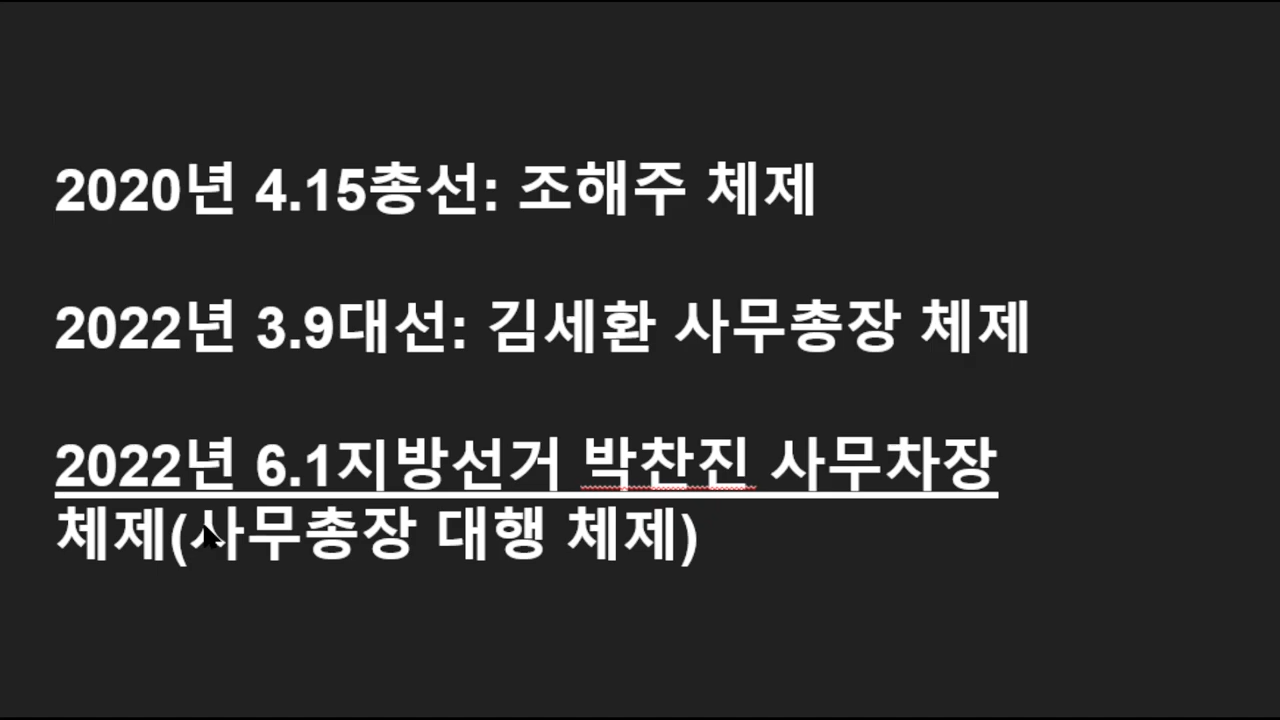 2020년 4.15총선: 조해주 체제
2022년 3.9대선: 김세환 사무총장 체제
2022년 6.1지방선거 박찬진 사무차장
체제(사무총장 대행 체제)